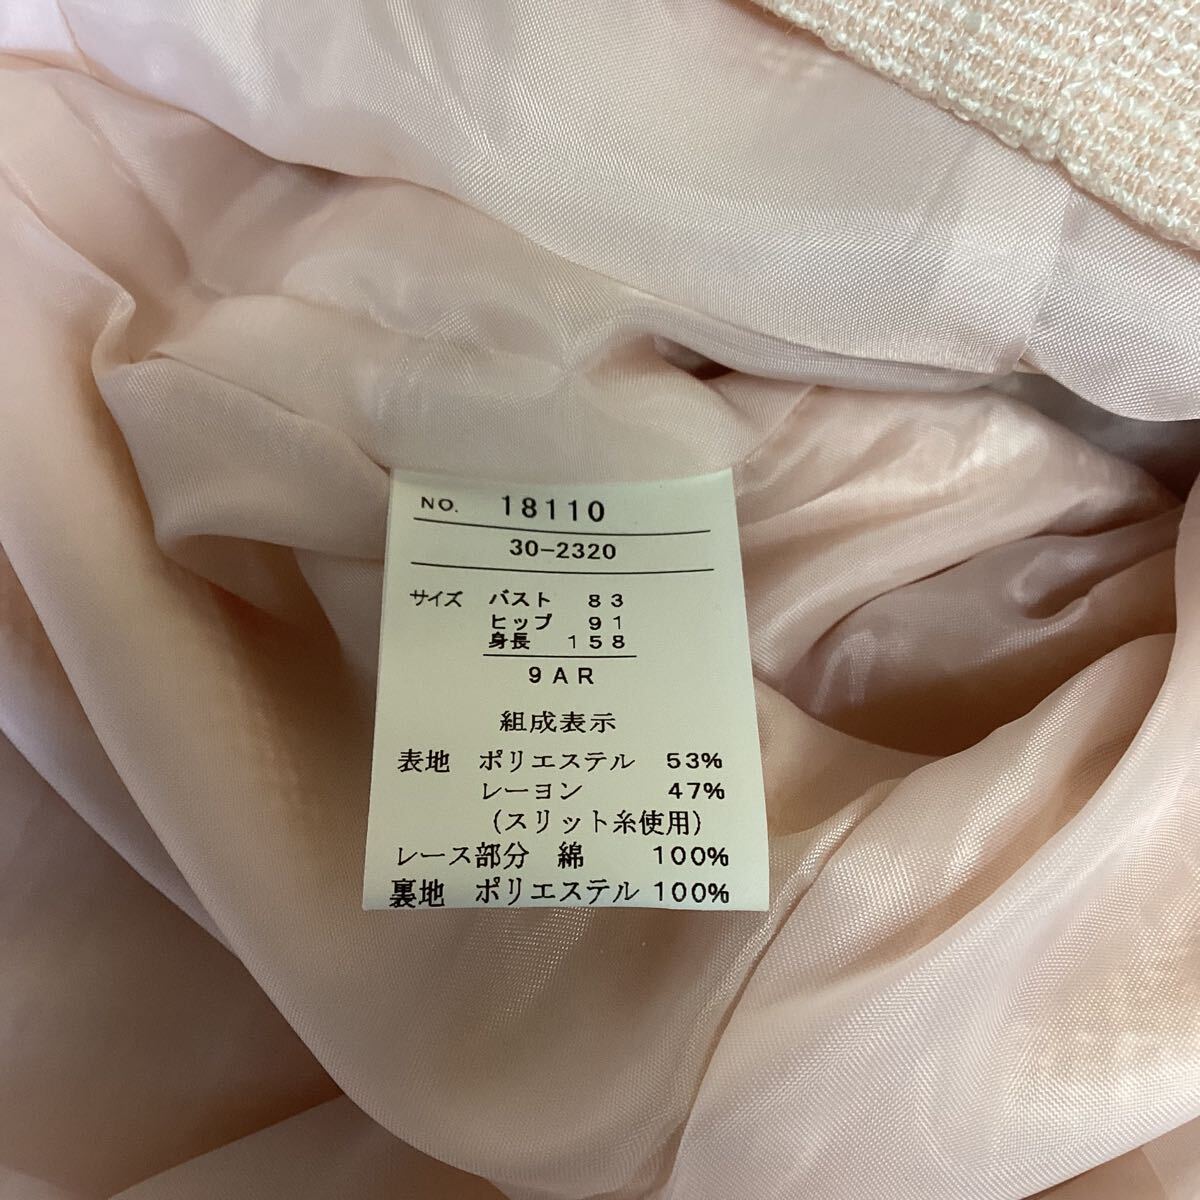 NO. 18110
30-2320
サイズ バスト 83
ヒップ 91
身長 158
9AR
組成表示
表地 ポリエステル 53%
レーヨン 47%
(スリット糸使用)
レース部分 綿 100%
裏地 ポリエステル 100%